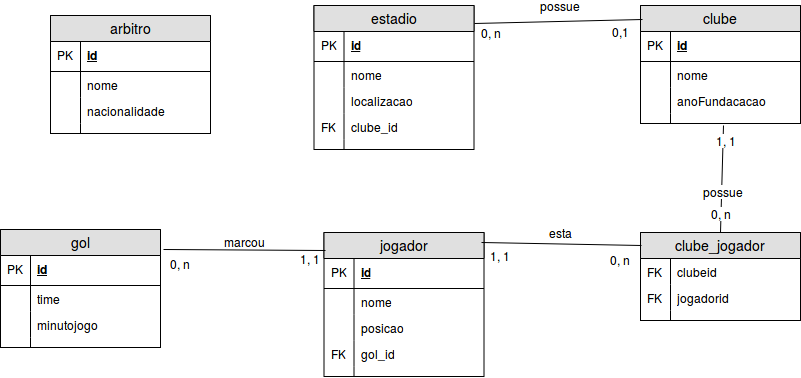 arbitro
PK id
nome
nacionalidade
estadio
PK id
nome
localizacao
FK clube_id
possue
0, n
0,1
clube
PK id
nome
anoFundacacao
1, 1
possue
0, n
gol
PK id
time
minutojogo
marcou
0, n
1, 1
jogador
PK id
nome
posicao
FK gol_id
esta
1, 1
0, n
clube_jogador
FK clubeid
FK jogadorid